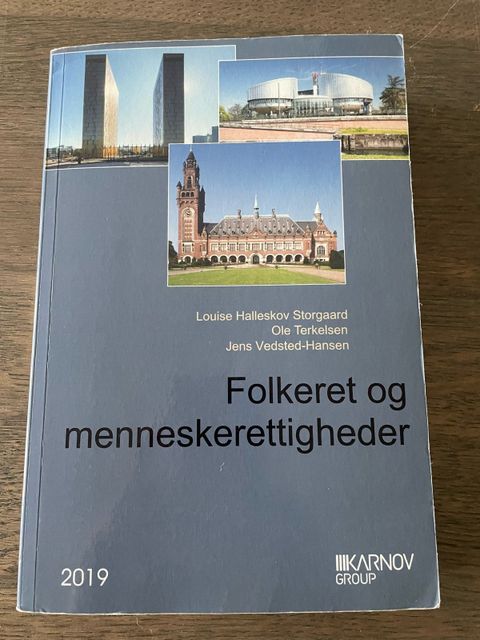 Louise Halleskov Storgaard
Ole Terkelsen
Jens Vedsted-Hansen
Folkeret og
menneskerettigheder
2019
KARNOV
GROUP